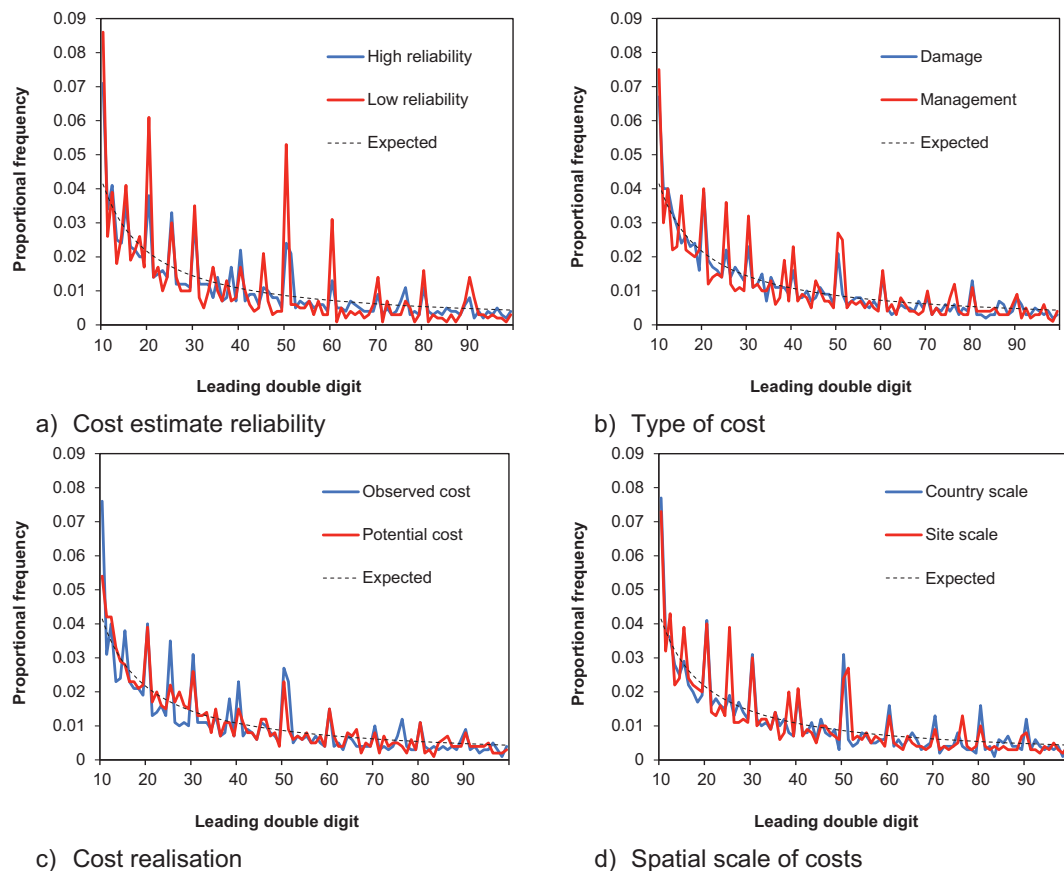 0.09
0.08
0.07
0.06
0.05
0.04
0.03
0.02
0.01
0
Proportional frequency
High reliability
Low reliability
Expected
10 20 30 40 50 60 70 80 90
Leading double digit
a) Cost estimate reliability
0.09
0.08
0.07
0.06
0.05
0.04
0.03
0.02
0.01
0
Proportional frequency
Damage
Management
Expected
10 20 30 40 50 60 70 80 90
Leading double digit
b) Type of cost
0.09
0.08
0.07
0.06
0.05
0.04
0.03
0.02
0.01
0
Proportional frequency
Observed cost
Potential cost
Expected
10 20 30 40 50 60 70 80 90
Leading double digit
c) Cost realisation
0.09
0.08
0.07
0.06
0.05
0.04
0.03
0.02
0.01
0
Proportional frequency
Country scale
Site scale
Expected
10 20 30 40 50 60 70 80 90
Leading double digit
d) Spatial scale of costs